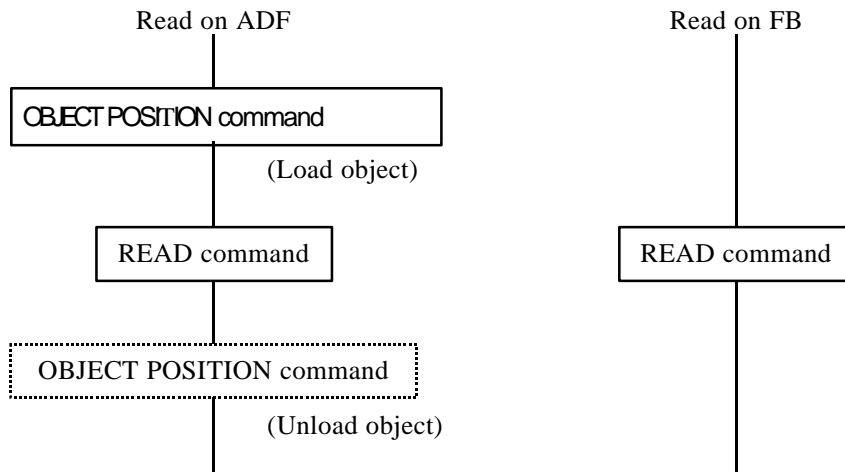 Read on ADF
Read on FB
OBJECT POSITION command
(Load object)
READ command
READ command
OBJECT POSITION command
(Unload object)